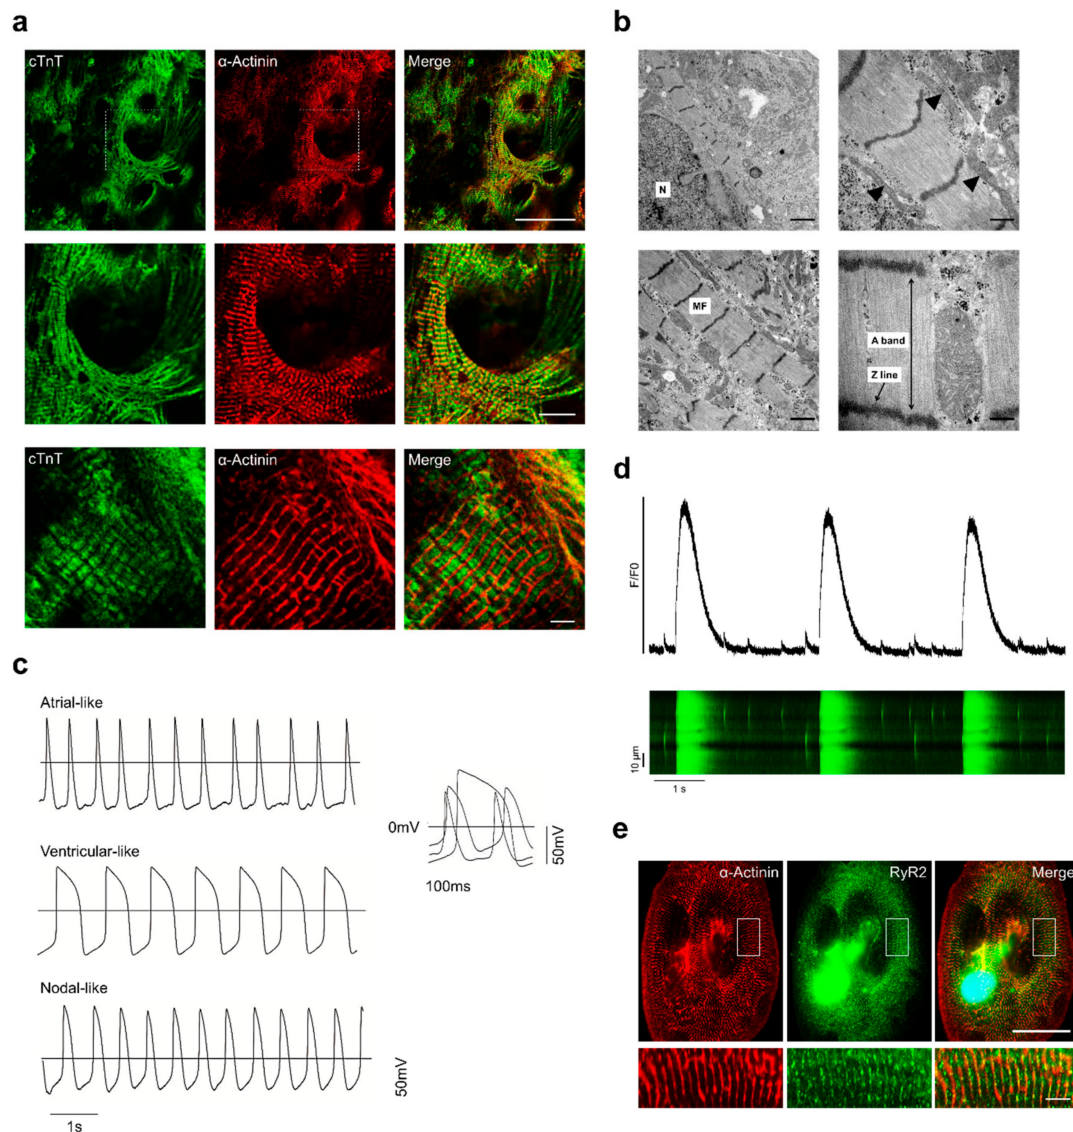 a
cTnT
α-Actinin
Merge
cTnT
α-Actinin
Merge
b
N
MF
A band
Z line
c
Atrial-like
Ventricular-like
Nodal-like
1s
50mV
0mV
50mV
100ms
d
F/F0
10 µm
1 s
e
α-Actinin
RyR2
Merge